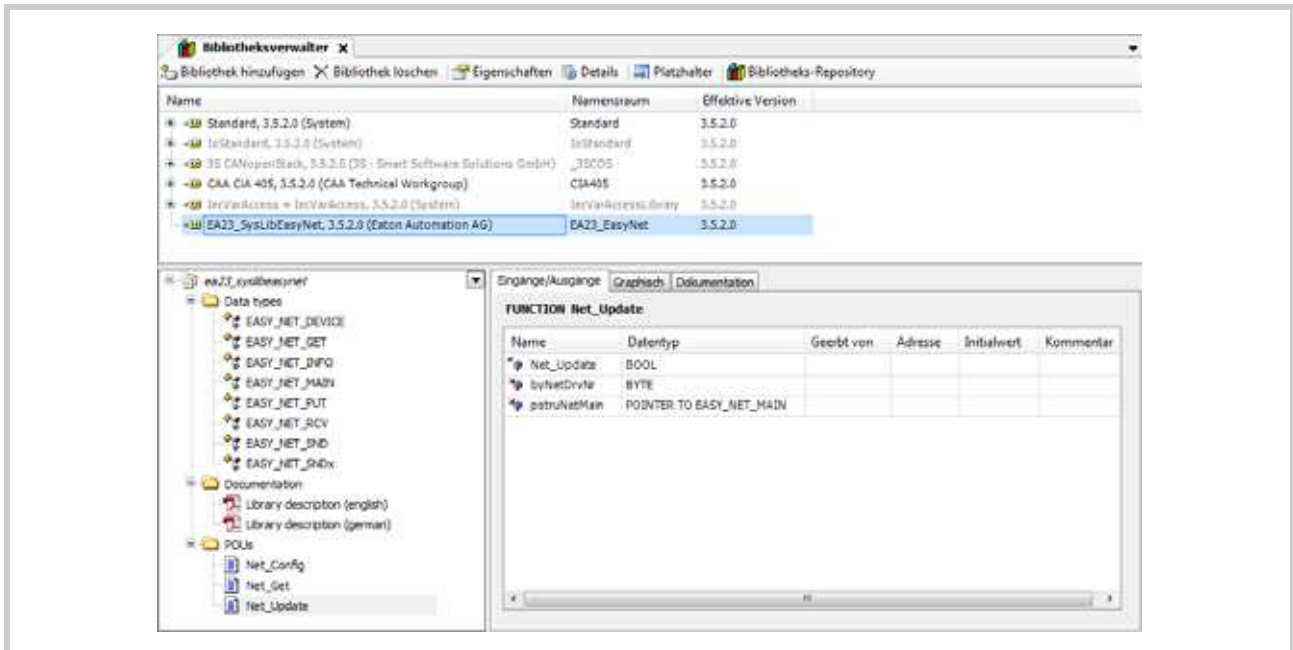 Bibliotheksverwalter x
Bibliothek hinzufügen Bibliothek löschen Eigenschaften Details Platzhalter Bibliotheks-Repository
Name Namensraum Effektive Version
Standard, 3.5.2.0 (System) Standard 3.5.2.0
IoStandard, 3.5.2.0 (System) IoStandard 3.5.2.0
3S CANopenStack, 3.5.2.0 (3S - Smart Software Solutions GmbH) _3SCOS 3.5.2.0
CAA CiA 405, 3.5.2.0 (CAA Technical Workgroup) CIA405 3.5.2.0
IecVarAccess = IecVarAccess, 3.5.2.0 (System) IecVarAccessLibrary 3.5.2.0
EA23_SysLibEasyNet, 3.5.2.0 (Eaton Automation AG) EA23_EasyNet 3.5.2.0
ea23_syslibeasynet
Data types
EASY_NET_DEVICE
EASY_NET_GET
EASY_NET_INFO
EASY_NET_MAIN
EASY_NET_PUT
EASY_NET_RCV
EASY_NET_SND
EASY_NET_SNDx
Documentation
Library description (english)
Library description (german)
POUs
Net_Config
Net_Get
Net_Update
Eingänge/Ausgänge Graphisch Dokumentation
FUNCTION Net_Update
Name Datentyp Geerbt von Adresse Initialwert Kommentar
Net_Update BOOL
byNetDrvNr BYTE
pstruNetMain POINTER TO EASY_NET_MAIN